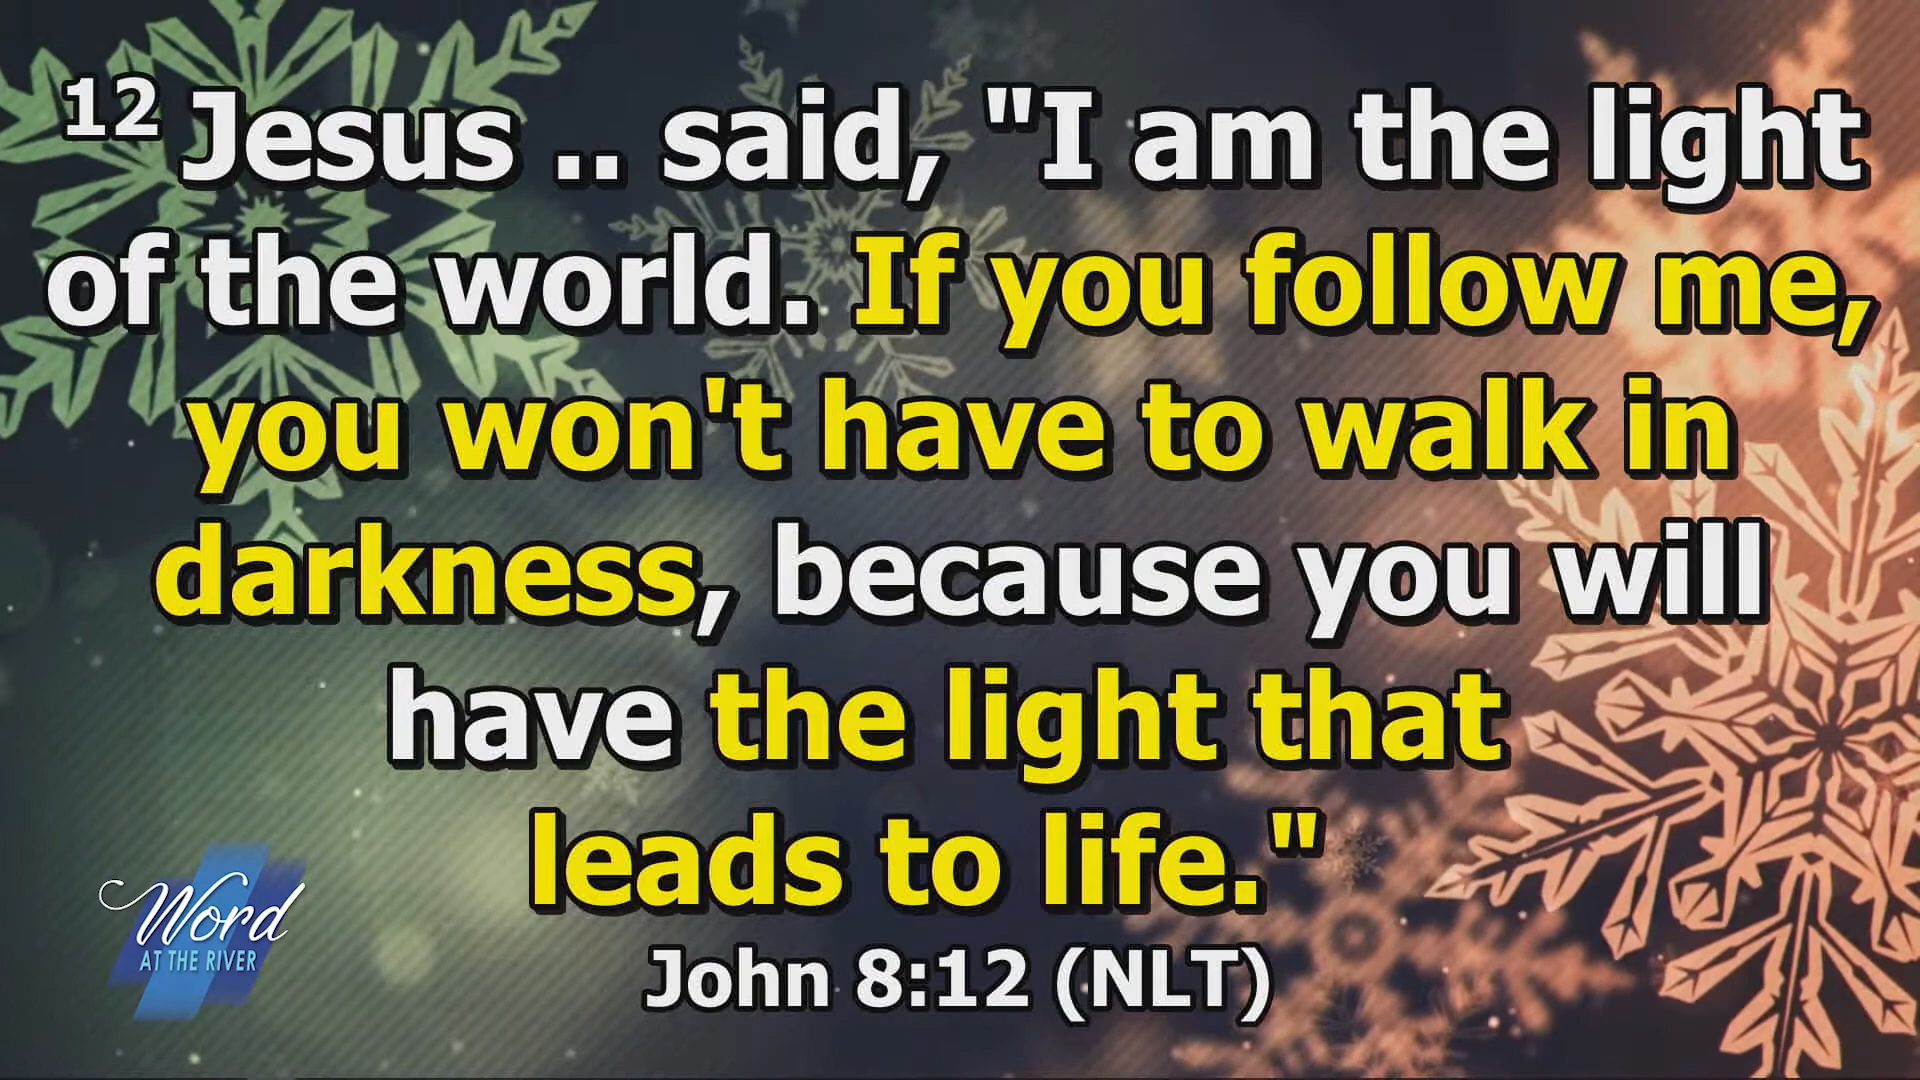 12 Jesus .. said, "I am the light
of the world. If you follow me,
you won't have to walk in
darkness, because you will
have the light that
leads to life."
John 8:12 (NLT)
Word
AT THE RIVER